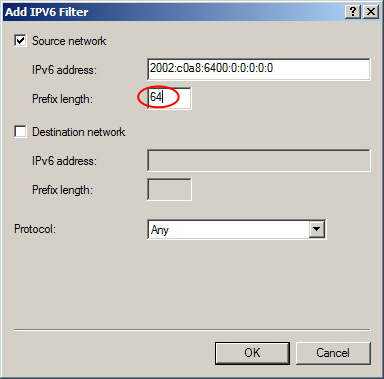 Add IPV6 Filter
Source network
IPv6 address: 2002:c0a8:6400:0:0:0:0:0
Prefix length: 64
Destination network
IPv6 address:
Prefix length:
Protocol: Any
OK Cancel